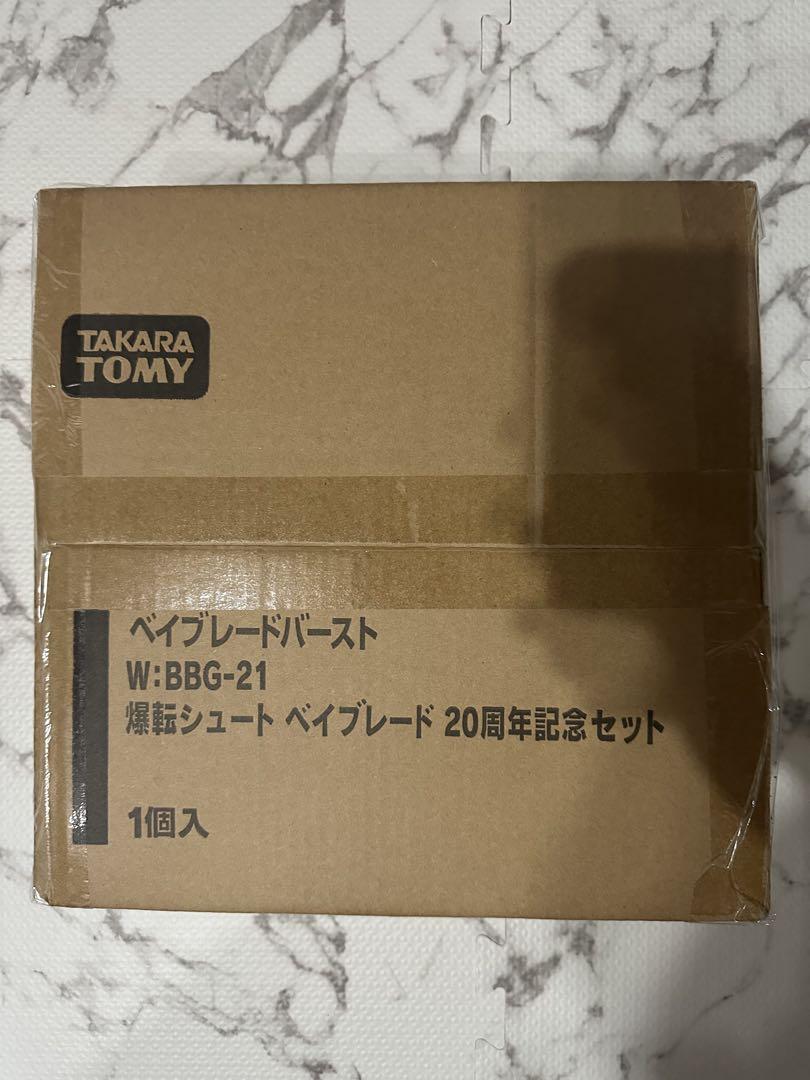 TAKARA
TOMY
ベイブレードバースト
W:BBG-21
爆転シュート ベイブレード 20周年記念セット
1個入